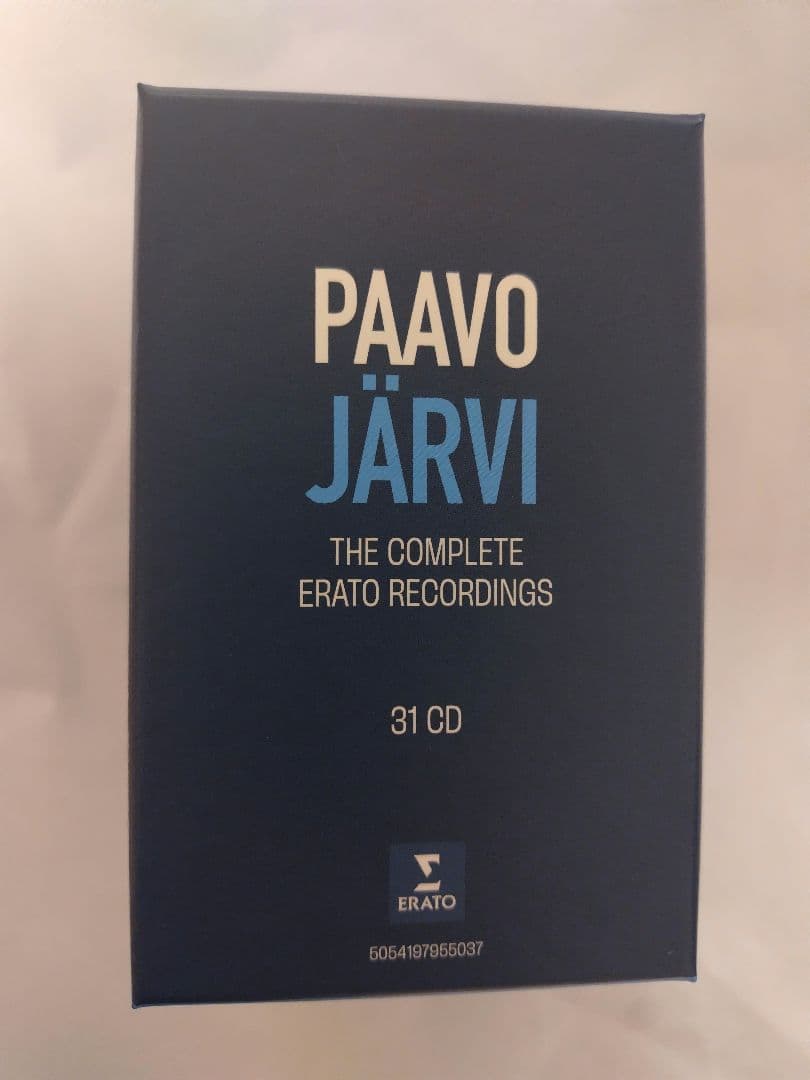 PAAVO
JÄRVI
THE COMPLETE
ERATO RECORDINGS
31 CD
ERATO
5054197955037